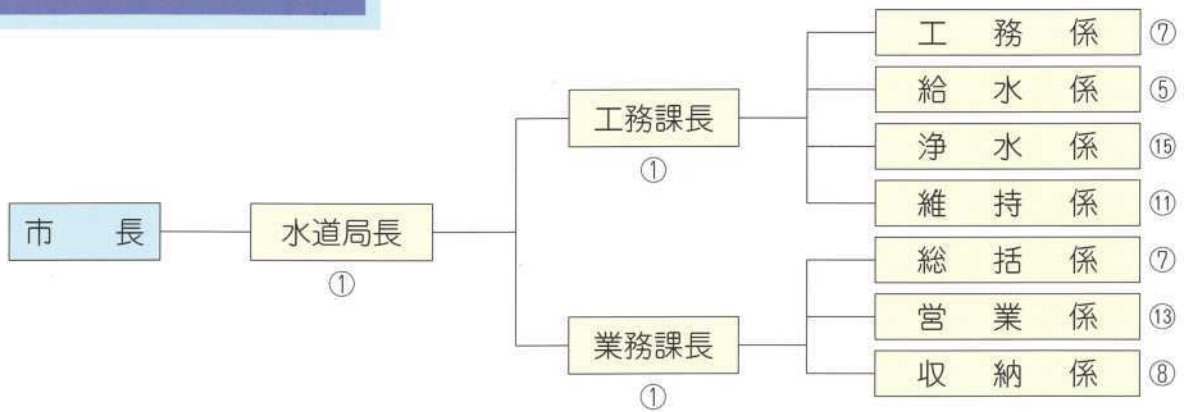 工務係 ⑦
給水係 ⑤
工務課長
①
浄水係 ⑮
維持係 ⑪
市長
水道局長
①
総括係 ⑦
営業係 ⑬
業務課長
①
収納係 ⑧